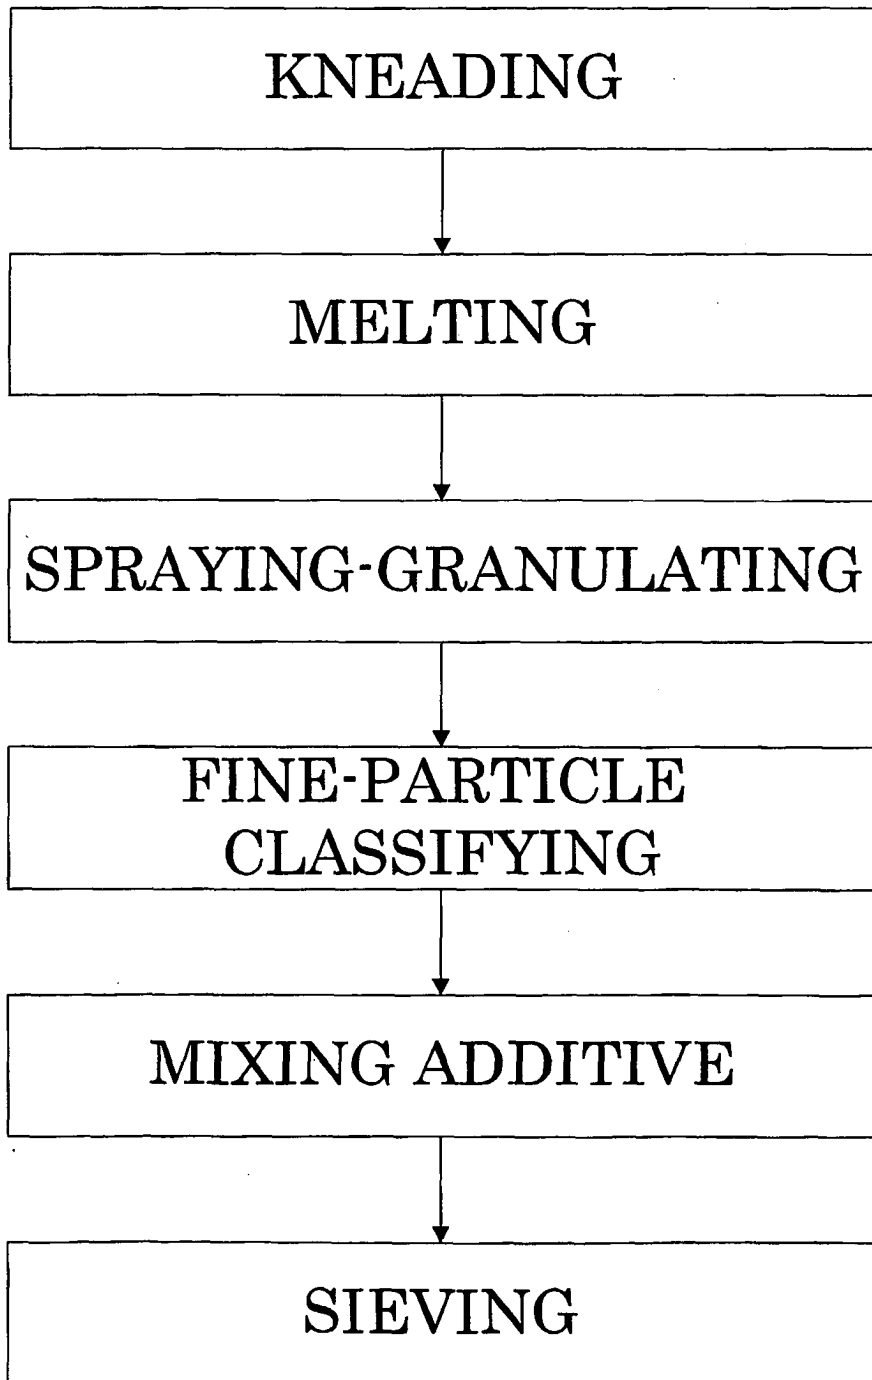 KNEADING
MELTING
SPRAYING-GRANULATING
FINE-PARTICLE
CLASSIFYING
MIXING ADDITIVE
SIEVING